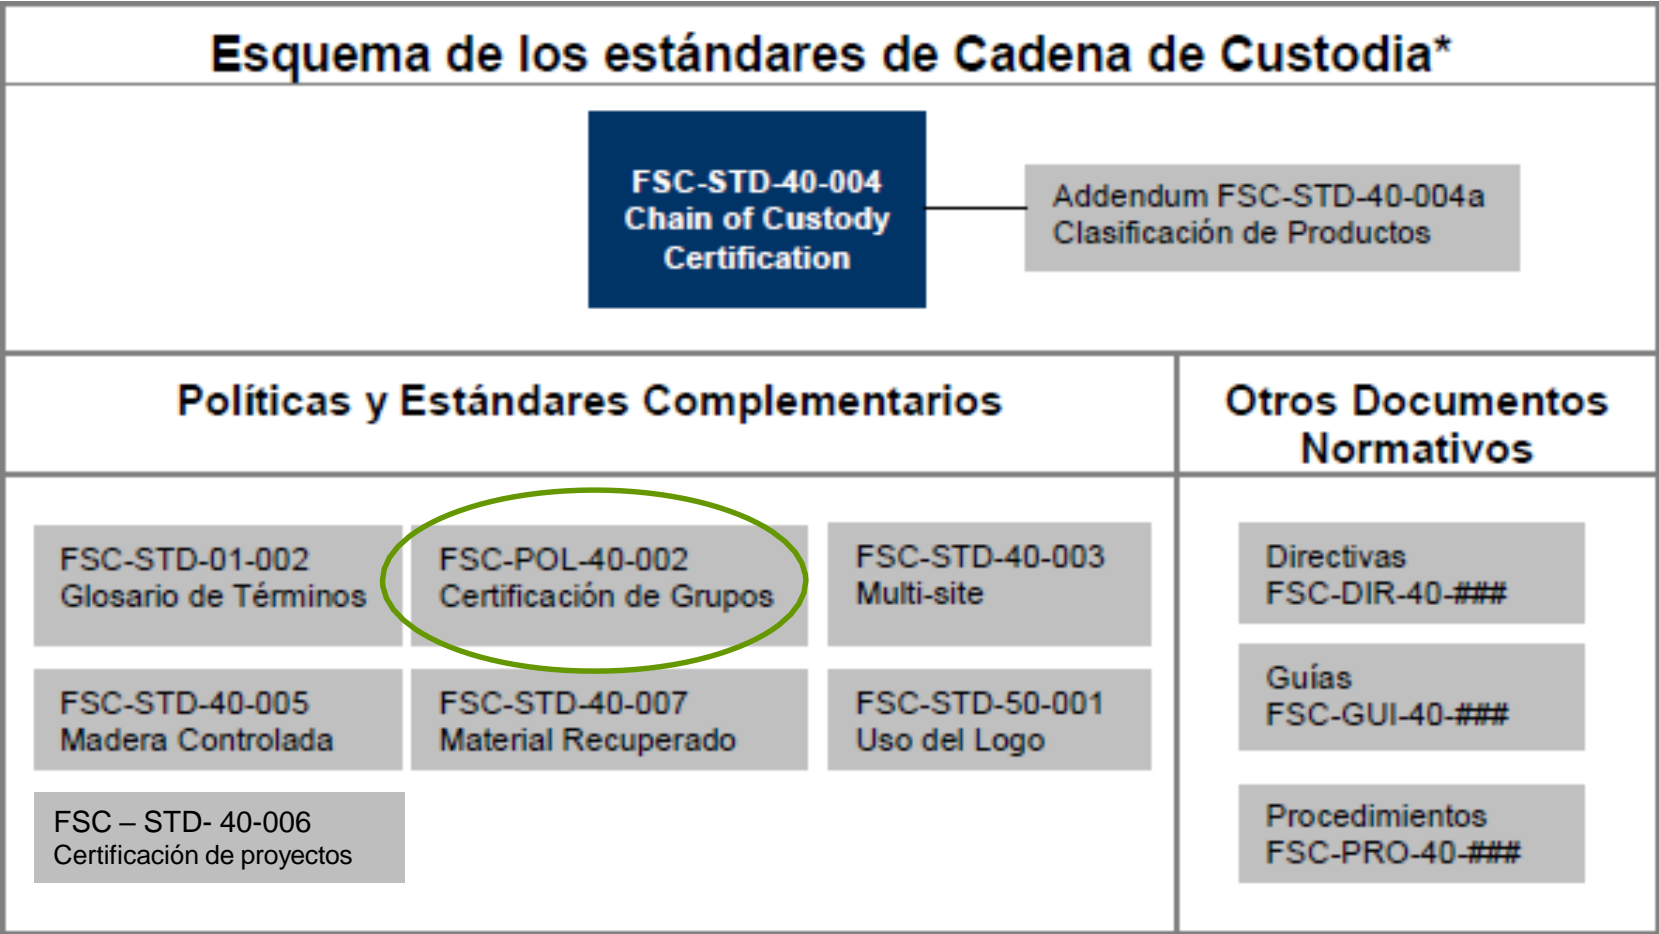 Esquema de los estándares de Cadena de Custodia*
FSC-STD-40-004
Chain of Custody
Certification
Addendum FSC-STD-40-004a
Clasificación de Productos
Políticas y Estándares Complementarios
Otros Documentos
Normativos
FSC-STD-01-002
Glosario de Términos
FSC-POL-40-002
Certificación de Grupos
FSC-STD-40-003
Multi-site
FSC-STD-40-005
Madera Controlada
FSC-STD-40-007
Material Recuperado
FSC-STD-50-001
Uso del Logo
FSC – STD- 40-006
Certificación de proyectos
Directivas
FSC-DIR-40-###
Guías
FSC-GUI-40-###
Procedimientos
FSC-PRO-40-###